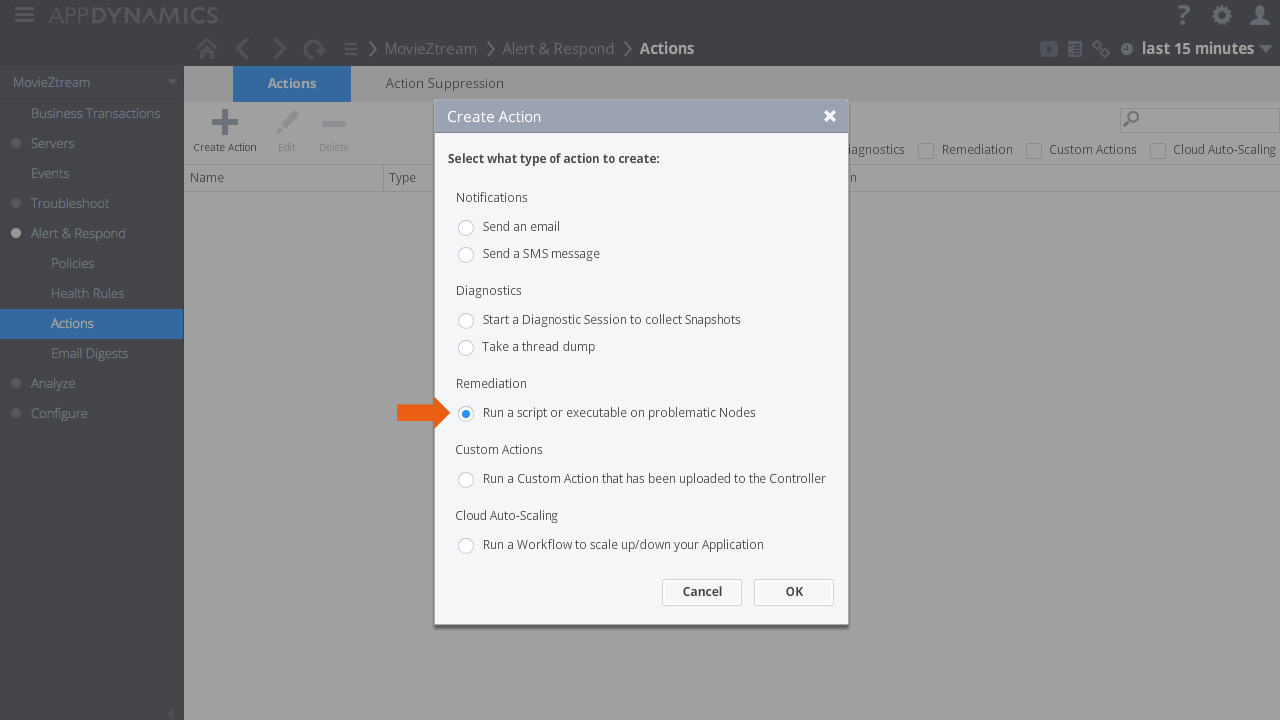 APPDYNAMICS
?
MovieZtream
Alert & Respond
Actions
last 15 minutes
MovieZtream
Business Transactions
Servers
Events
Troubleshoot
Alert & Respond
Policies
Health Rules
Actions
Email Digests
Analyze
Configure
Actions
Action Suppression
Create Action
Edit
Delete
iagnostics
Remediation
Custom Actions
Cloud Auto-Scaling
Name
Type
n
Create Action
Select what type of action to create:
Notifications
Send an email
Send a SMS message
Diagnostics
Start a Diagnostic Session to collect Snapshots
Take a thread dump
Remediation
Run a script or executable on problematic Nodes
Custom Actions
Run a Custom Action that has been uploaded to the Controller
Cloud Auto-Scaling
Run a Workflow to scale up/down your Application
Cancel
OK